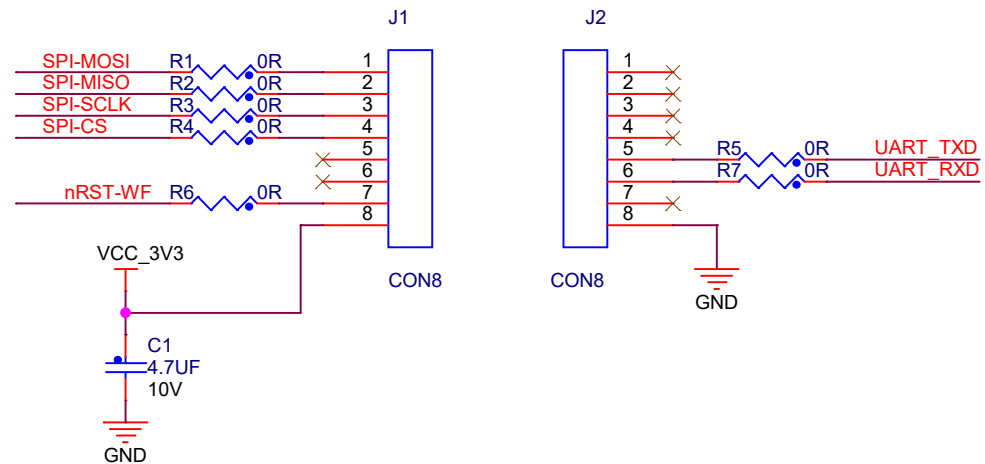 J1 J2
SPI-MOSI R1 0R 1 1
SPI-MISO R2 0R 2 2
SPI-SCLK R3 0R 3 3
SPI-CS R4 0R 4 4
5 5 R5 0R UART_TXD
6 6 R7 0R UART_RXD
nRST-WF R6 0R 7 7
8 8
VCC_3V3
CON8 CON8
GND
C1
4.7UF
10V
GND